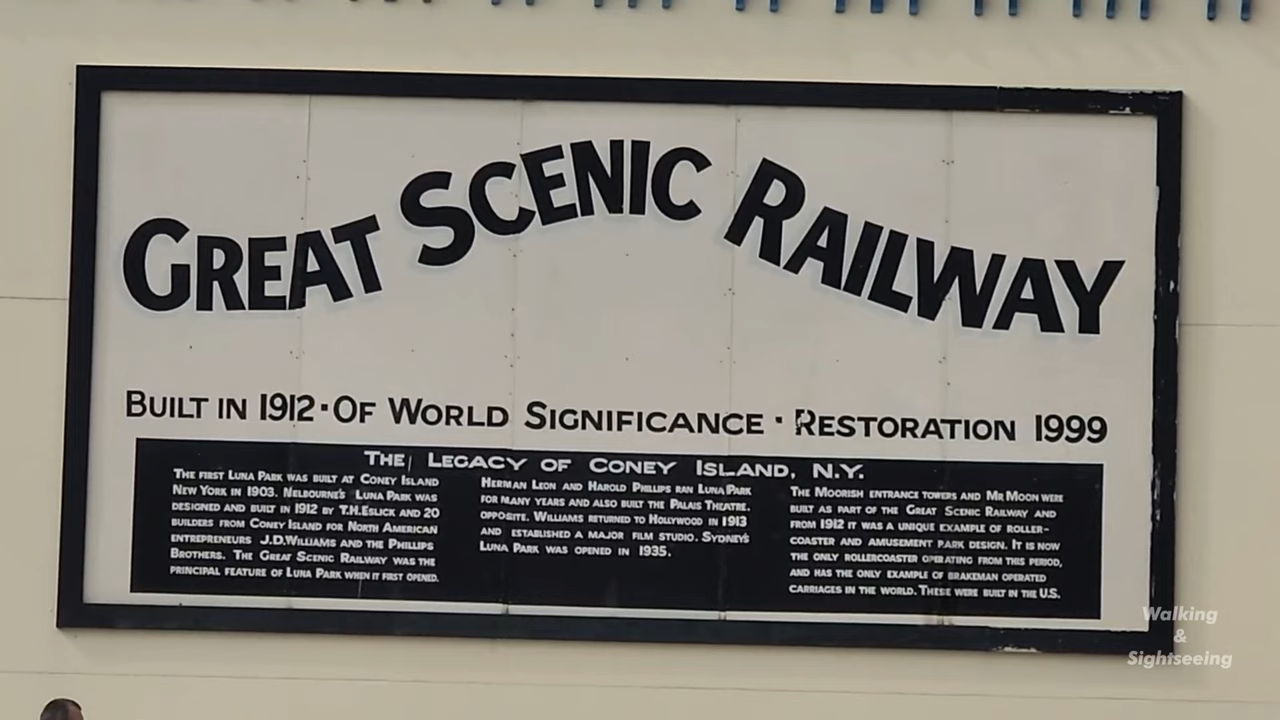 GREAT SCENIC RAILWAY
BUILT IN 1912 · OF WORLD SIGNIFICANCE · RESTORATION 1999
THE LEGACY OF CONEY ISLAND, N.Y.
THE FIRST LUNA PARK WAS BUILT AT CONEY ISLAND
NEW YORK IN 1903. MELBOURNE'S LUNA PARK WAS
DESIGNED AND BUILT IN 1912 BY T.H.ESLICK AND 20
BUILDERS FROM CONEY ISLAND FOR NORTH AMERICAN
ENTREPRENEURS J.D.WILLIAMS AND THE PHILLIPS
BROTHERS. THE GREAT SCENIC RAILWAY WAS THE
PRINCIPAL FEATURE OF LUNA PARK WHEN IT FIRST OPENED.
HERMAN LEON AND HAROLD PHILLIPS RAN LUNA PARK
FOR MANY YEARS AND ALSO BUILT THE PALAIS THEATRE.
OPPOSITE. WILLIAMS RETURNED TO HOLLYWOOD IN 1913
AND ESTABLISHED A MAJOR FILM STUDIO. SYDNEY'S
LUNA PARK WAS OPENED IN 1935.
THE MOORISH ENTRANCE TOWERS AND MR MOON WERE
BUILT AS PART OF THE GREAT SCENIC RAILWAY AND
FROM 1912 IT WAS A UNIQUE EXAMPLE OF ROLLER-
COASTER AND AMUSEMENT PARK DESIGN. IT IS NOW
THE ONLY ROLLERCOASTER OPERATING FROM THIS PERIOD,
AND HAS THE ONLY EXAMPLE OF BRAKEMAN OPERATED
CARRIAGES IN THE WORLD. THESE WERE BUILT IN THE U.S.
Walking
&
Sightseeing